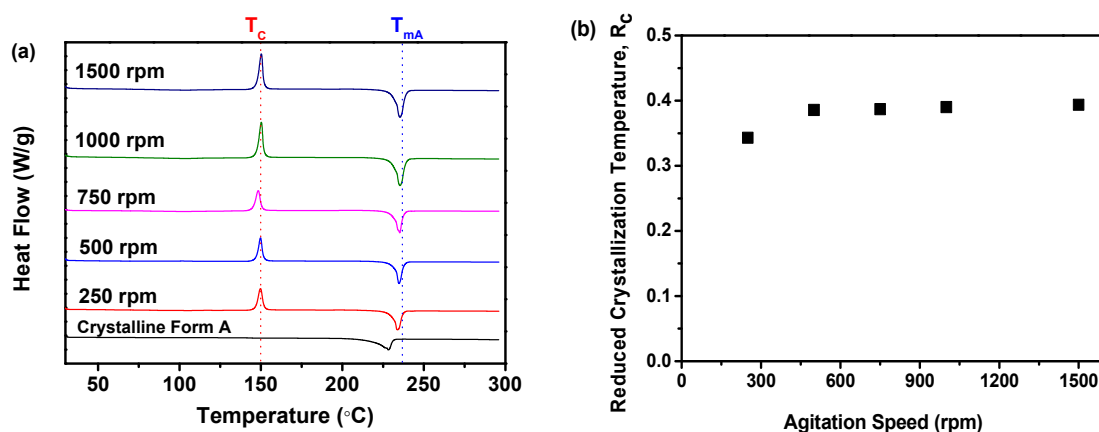 (a)
T_C
T_mA
1500 rpm
1000 rpm
750 rpm
500 rpm
250 rpm
Crystalline Form A
Heat Flow (W/g)
50 100 150 200 250 300
Temperature (°C)
(b)
Reduced Crystallization Temperature, R_C
0.5
0.4
0.3
0.2
0.1
0.0
0 300 600 900 1200 1500
Agitation Speed (rpm)